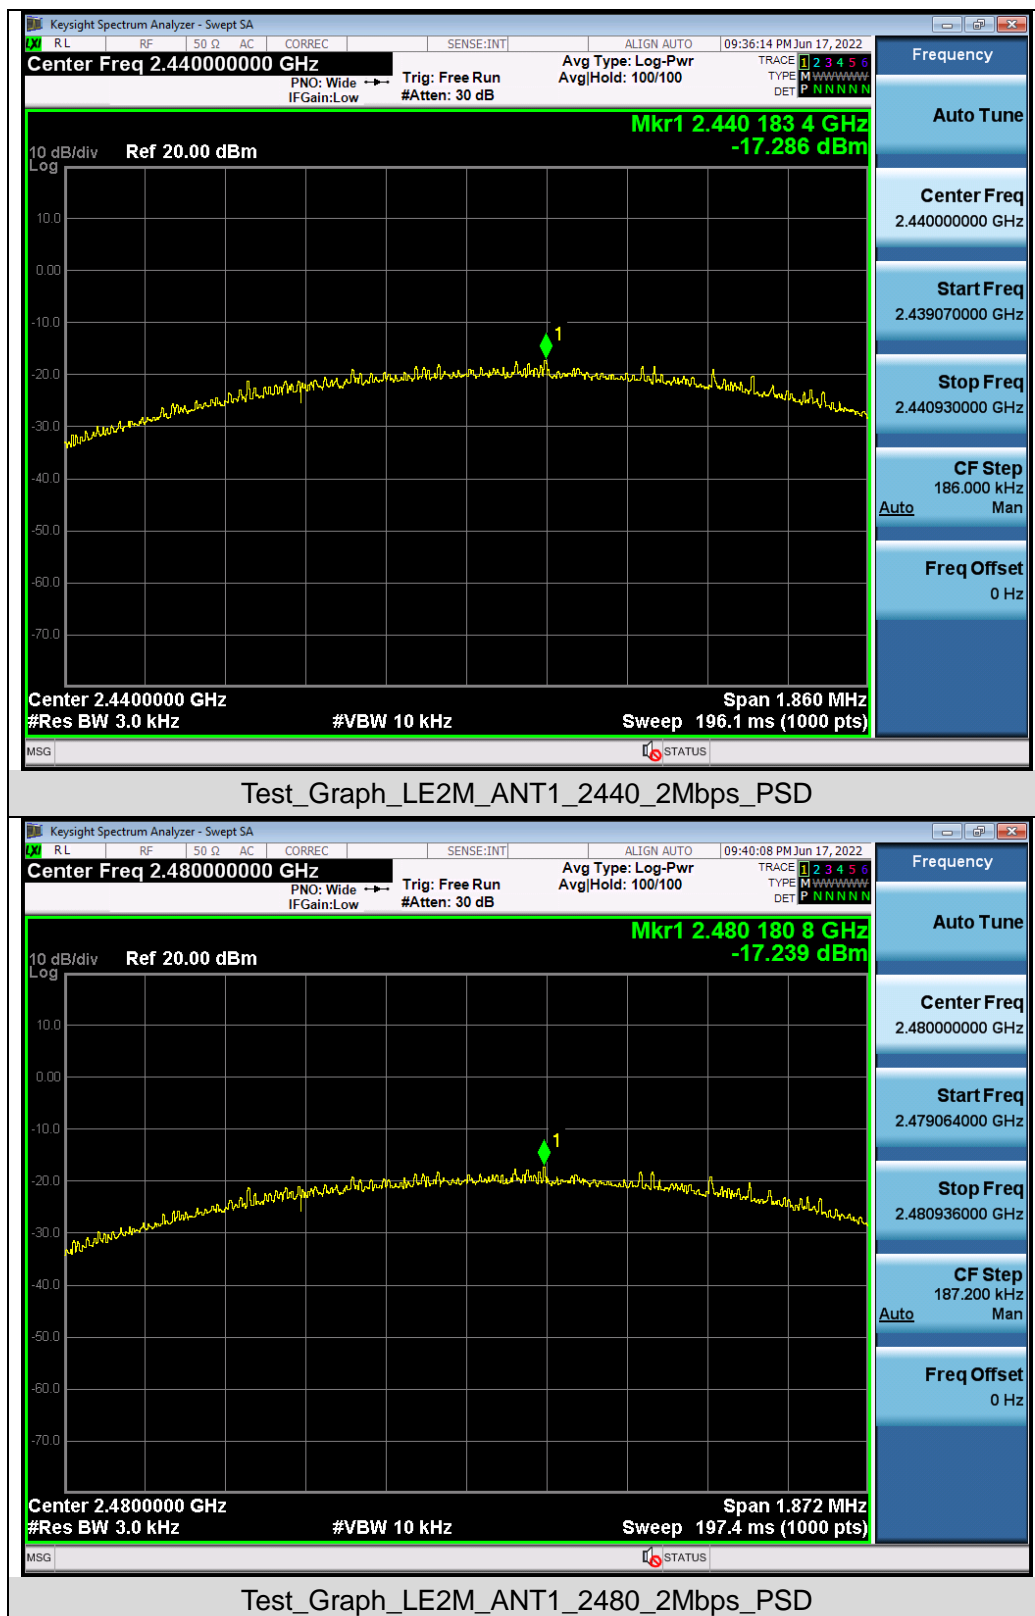 Keysight Spectrum Analyzer - Swept SA
LXI RL RF 50 Ω AC CORREC SENSE:INT ALIGN AUTO 09:36:14 PM Jun 17, 2022
Center Freq 2.440000000 GHz
PNO: Wide
IFGain:Low
Trig: Free Run
#Atten: 30 dB
Avg Type: Log-Pwr
Avg|Hold: 100/100
TRACE 1 2 3 4 5 6
TYPE M WWWWW
DET P N N N N N
Mkr1 2.440 183 4 GHz
-17.286 dBm
10 dB/div Ref 20.00 dBm
Log
10.0
0.00
-10.0
-20.0
-30.0
-40.0
-50.0
-60.0
-70.0
1
Center 2.4400000 GHz Span 1.860 MHz
#Res BW 3.0 kHz #VBW 10 kHz Sweep 196.1 ms (1000 pts)
MSG STATUS
Frequency
Auto Tune
Center Freq
2.440000000 GHz
Start Freq
2.439070000 GHz
Stop Freq
2.440930000 GHz
CF Step
186.000 kHz
Auto Man
Freq Offset
0 Hz
Test_Graph_LE2M_ANT1_2440_2Mbps_PSD
Keysight Spectrum Analyzer - Swept SA
LXI RL RF 50 Ω AC CORREC SENSE:INT ALIGN AUTO 09:40:08 PM Jun 17, 2022
Center Freq 2.480000000 GHz
PNO: Wide
IFGain:Low
Trig: Free Run
#Atten: 30 dB
Avg Type: Log-Pwr
Avg|Hold: 100/100
TRACE 1 2 3 4 5 6
TYPE M WWWWW
DET P N N N N N
Mkr1 2.480 180 8 GHz
-17.239 dBm
10 dB/div Ref 20.00 dBm
Log
10.0
0.00
-10.0
-20.0
-30.0
-40.0
-50.0
-60.0
-70.0
1
Center 2.4800000 GHz Span 1.872 MHz
#Res BW 3.0 kHz #VBW 10 kHz Sweep 197.4 ms (1000 pts)
MSG STATUS
Frequency
Auto Tune
Center Freq
2.480000000 GHz
Start Freq
2.479064000 GHz
Stop Freq
2.480936000 GHz
CF Step
187.200 kHz
Auto Man
Freq Offset
0 Hz
Test_Graph_LE2M_ANT1_2480_2Mbps_PSD